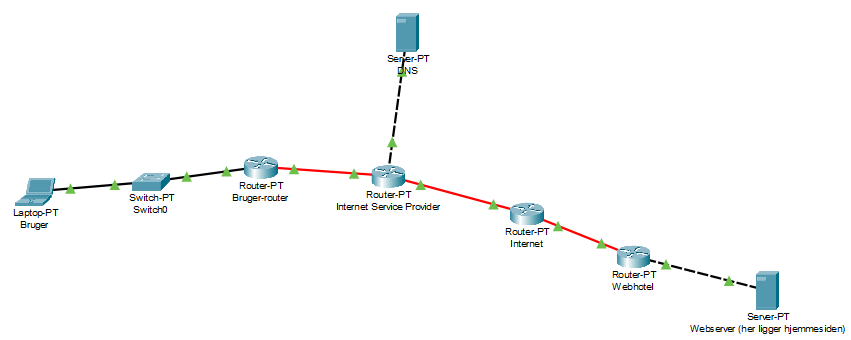 Server-PT
DNS
Laptop-PT
Bruger
Switch-PT
Switch0
Router-PT
Bruger-router
Router-PT
Internet Service Provider
Router-PT
Internet
Router-PT
Webhotel
Server-PT
Webserver (her ligger hjemmesiden)